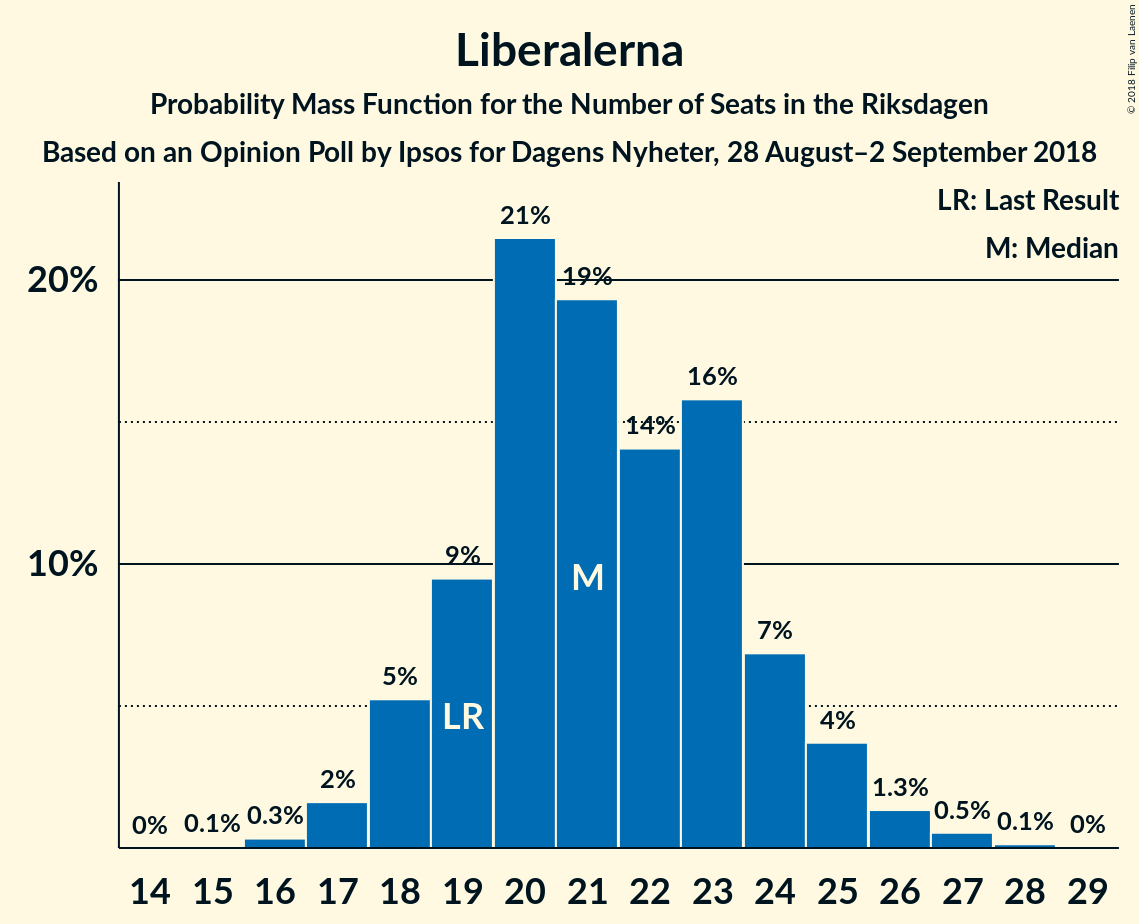 Liberalerna
Probability Mass Function for the Number of Seats in the Riksdagen
Based on an Opinion Poll by Ipsos for Dagens Nyheter, 28 August–2 September 2018
© 2018 Filip van Laenen
LR: Last Result
M: Median
20%
10%
0%
0.1%
0.3%
2%
5%
9%
21%
19%
14%
16%
7%
4%
1.3%
0.5%
0.1%
0%
LR
M
14 15 16 17 18 19 20 21 22 23 24 25 26 27 28 29